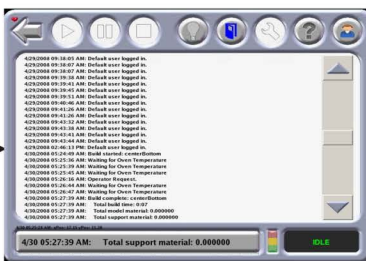 4/29/2008 09:38:05 AM: Default user logged in.
4/29/2008 09:38:07 AM: Default user logged in.
4/29/2008 09:38:07 AM: Default user logged in.
4/29/2008 09:38:38 AM: Default user logged in.
4/29/2008 09:39:41 AM: Default user logged in.
4/29/2008 09:39:45 AM: Default user logged in.
4/29/2008 09:39:51 AM: Default user logged in.
4/29/2008 09:40:46 AM: Default user logged in.
4/29/2008 09:41:26 AM: Default user logged in.
4/29/2008 09:41:26 AM: Default user logged in.
4/29/2008 09:43:32 AM: Default user logged in.
4/29/2008 09:43:38 AM: Default user logged in.
4/29/2008 09:43:41 AM: Default user logged in.
4/29/2008 09:43:44 AM: Default user logged in.
4/29/2008 02:46:13 PM: Default user logged in.
4/30/2008 05:24:49 AM: Build started: centerBottom
4/30/2008 05:25:36 AM: Waiting for Oven Temperature
4/30/2008 05:25:39 AM: Waiting for Oven Temperature
4/30/2008 05:25:45 AM: Waiting for Oven Temperature
4/30/2008 05:26:16 AM: Operator Request.
4/30/2008 05:26:44 AM: Waiting for Oven Temperature
4/30/2008 05:26:47 AM: Waiting for Oven Temperature
4/30/2008 05:27:39 AM: Build complete: centerBottom
4/30/2008 05:27:39 AM: Total build time: 0:07
4/30/2008 05:27:39 AM: Total model material: 0.000000
4/30/2008 05:27:39 AM: Total support material: 0.000000
4/30 05:27:39 AM: Total support material: 0.000000
IDLE